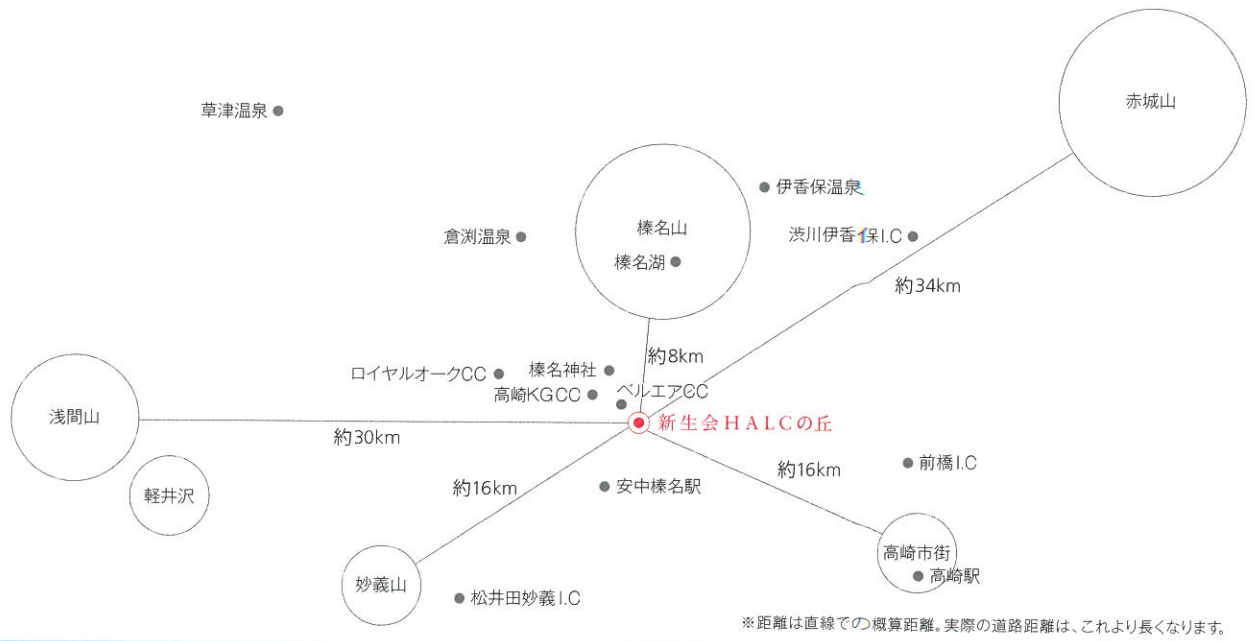 赤城山
草津温泉
伊香保温泉
榛名山
倉渕温泉
渋川伊香保I.C
榛名湖
約34km
約8km
榛名神社
ロイヤルオークCC
高崎KGCC
ベルエアCC
浅間山
新生会HALCの丘
約30km
前橋I.C
約16km
約16km
安中榛名駅
軽井沢
高崎市街
高崎駅
妙義山
松井田妙義I.C
※距離は直線での概算距離。実際の道路距離は、これより長くなります。